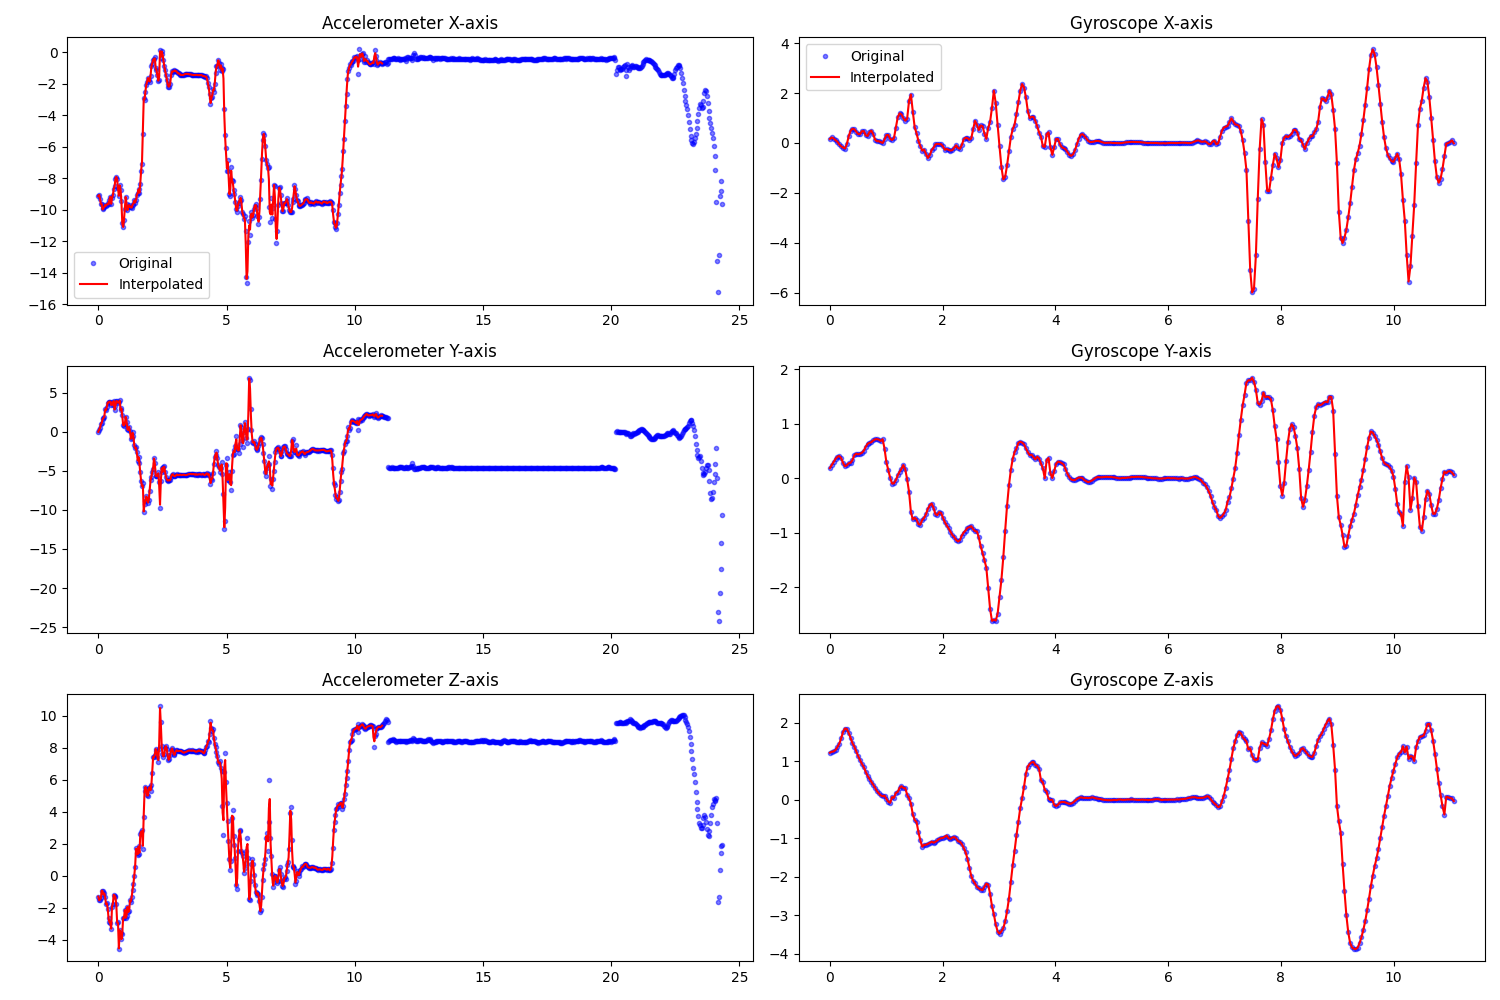 Accelerometer X-axis
0
−2
−4
−6
−8
−10
−12
−14
−16
Original
Interpolated
0 5 10 15 20 25
Gyroscope X-axis
4
2
0
−2
−4
−6
Original
Interpolated
0 2 4 6 8 10
Accelerometer Y-axis
5
0
−5
−10
−15
−20
−25
0 5 10 15 20 25
Gyroscope Y-axis
2
1
0
−1
−2
0 2 4 6 8 10
Accelerometer Z-axis
10
8
6
4
2
0
−2
−4
0 5 10 15 20 25
Gyroscope Z-axis
2
1
0
−1
−2
−3
−4
0 2 4 6 8 10